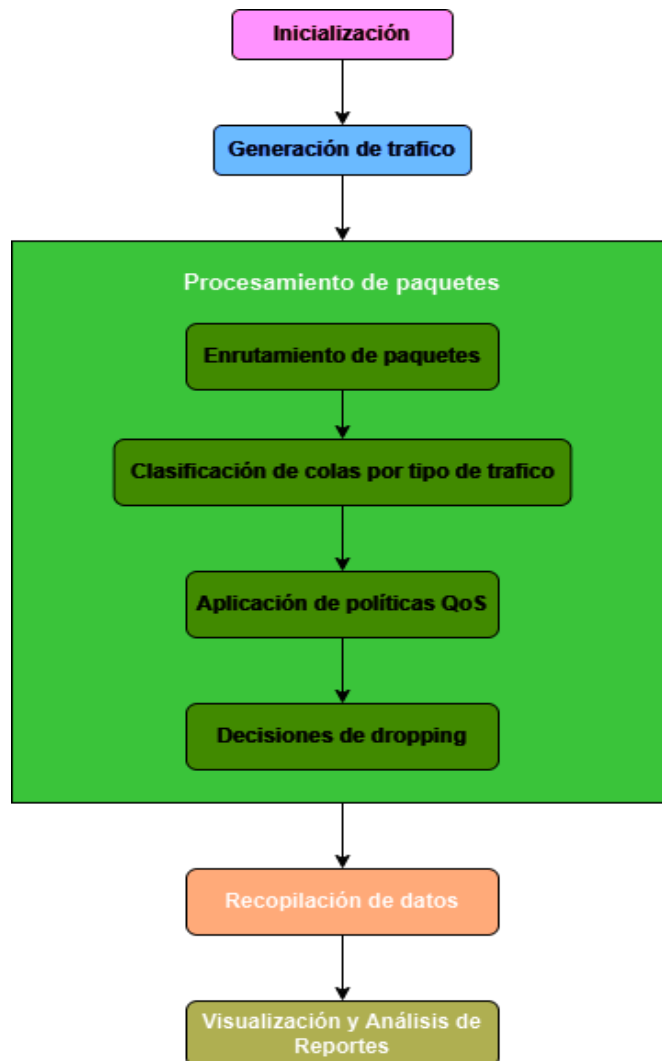 Inicialización
Generación de trafico
Procesamiento de paquetes
Enrutamiento de paquetes
Clasificación de colas por tipo de trafico
Aplicación de políticas QoS
Decisiones de dropping
Recopilación de datos
Visualización y Análisis de
Reportes